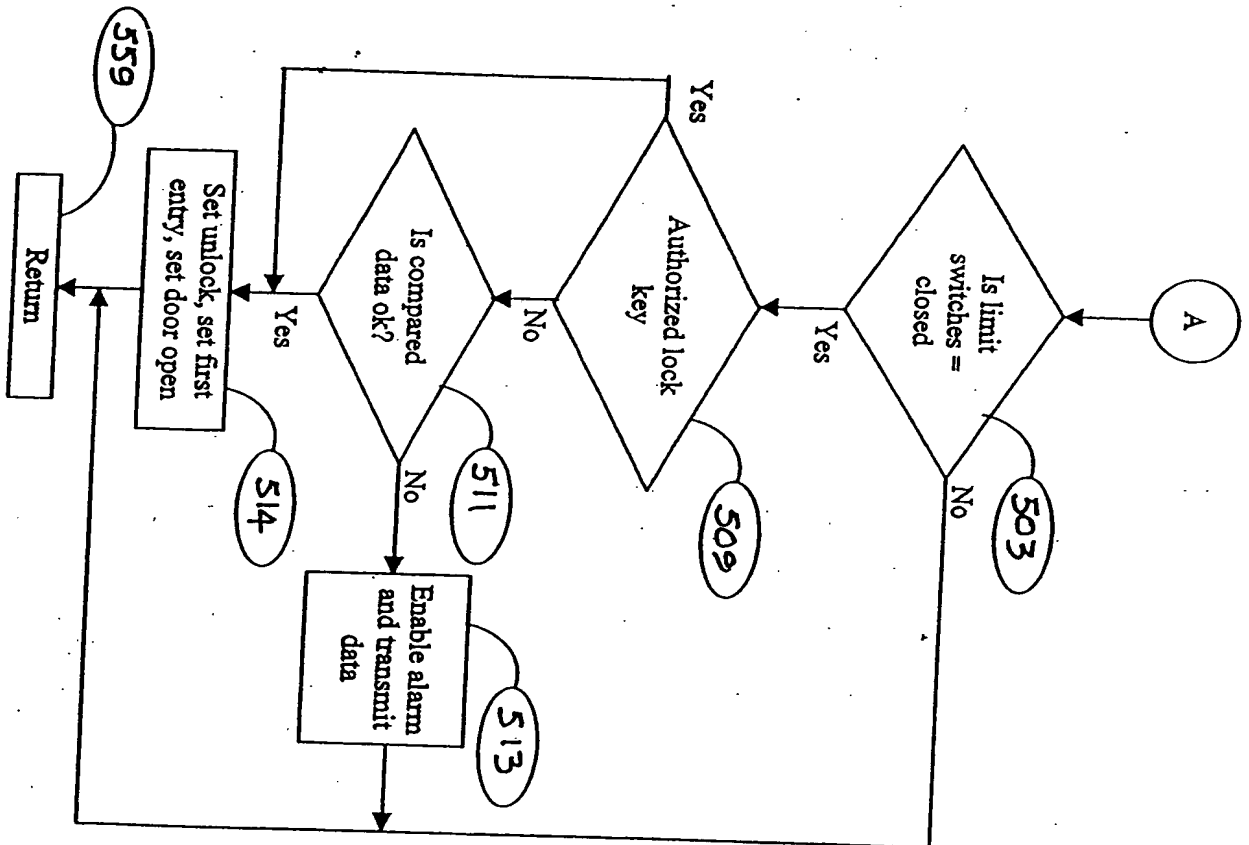 A
Is limit
switches =
closed
503
No
Yes
Authorized lock
key
509
Yes
No
Is compared
data ok?
511
No
Yes
Enable alarm
and transmit
data
513
Set unlock, set first
entry, set door open
514
Return
559